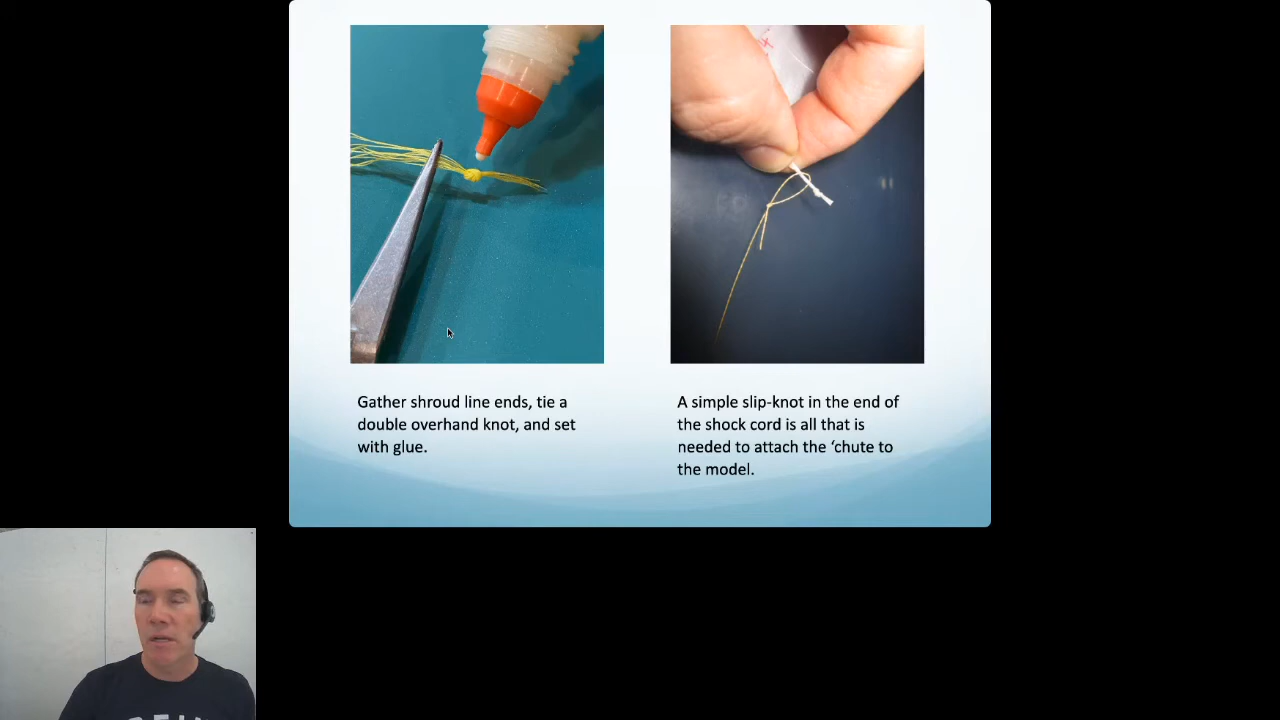 Gather shroud line ends, tie a
double overhand knot, and set
with glue.
A simple slip-knot in the end of
the shock cord is all that is
needed to attach the ‘chute to
the model.